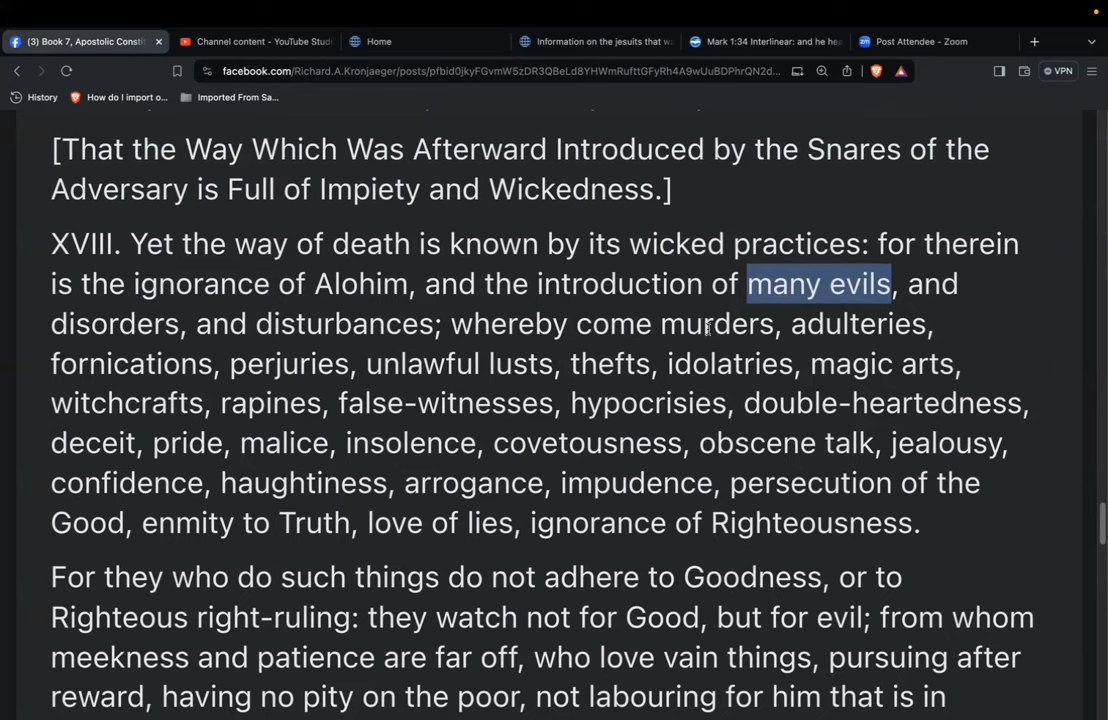 (3) Book 7, Apostolic Consti
Channel content - YouTube Studi
Home
Information on the jesuits that wa
Mark 1:34 Interlinear: and he hea
Post Attendee - Zoom
facebook.com/Richard.A.Kronjaeger/posts/pfbid0jkyFGvmW5zDR3QBeLd8YHWmRufttGFyRh4A9wUuBDPhrQN2d...
VPN
History
How do I import o...
Imported From Sa...
[That the Way Which Was Afterward Introduced by the Snares of the
Adversary is Full of Impiety and Wickedness.]
XVIII. Yet the way of death is known by its wicked practices: for therein
is the ignorance of Alohim, and the introduction of many evils, and
disorders, and disturbances; whereby come murders, adulteries,
fornications, perjuries, unlawful lusts, thefts, idolatries, magic arts,
witchcrafts, rapines, false-witnesses, hypocrisies, double-heartedness,
deceit, pride, malice, insolence, covetousness, obscene talk, jealousy,
confidence, haughtiness, arrogance, impudence, persecution of the
Good, enmity to Truth, love of lies, ignorance of Righteousness.
For they who do such things do not adhere to Goodness, or to
Righteous right-ruling: they watch not for Good, but for evil; from whom
meekness and patience are far off, who love vain things, pursuing after
reward, having no pity on the poor, not labouring for him that is in